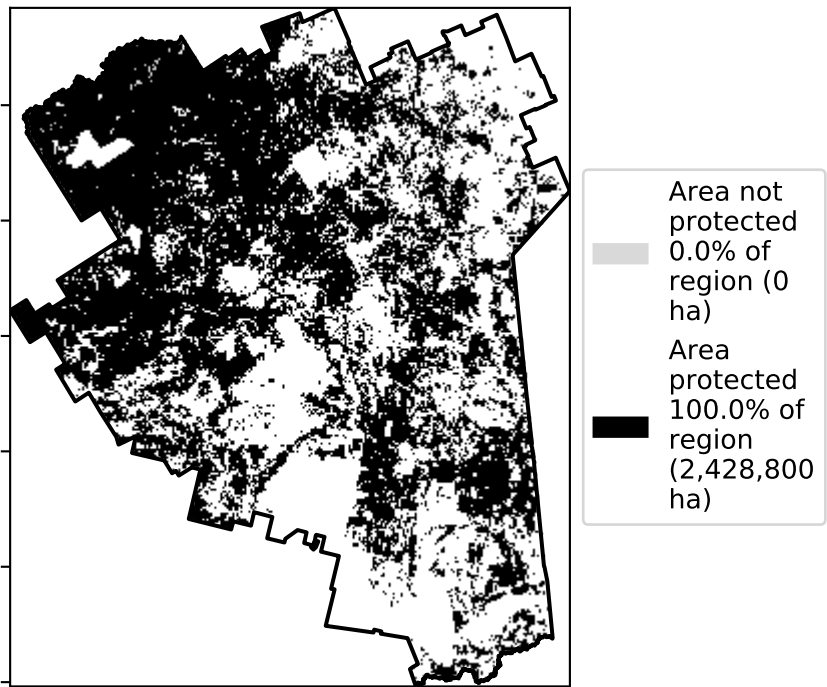 Area not
protected
0.0% of
region (0
ha)
Area
protected
100.0% of
region
(2,428,800
ha)